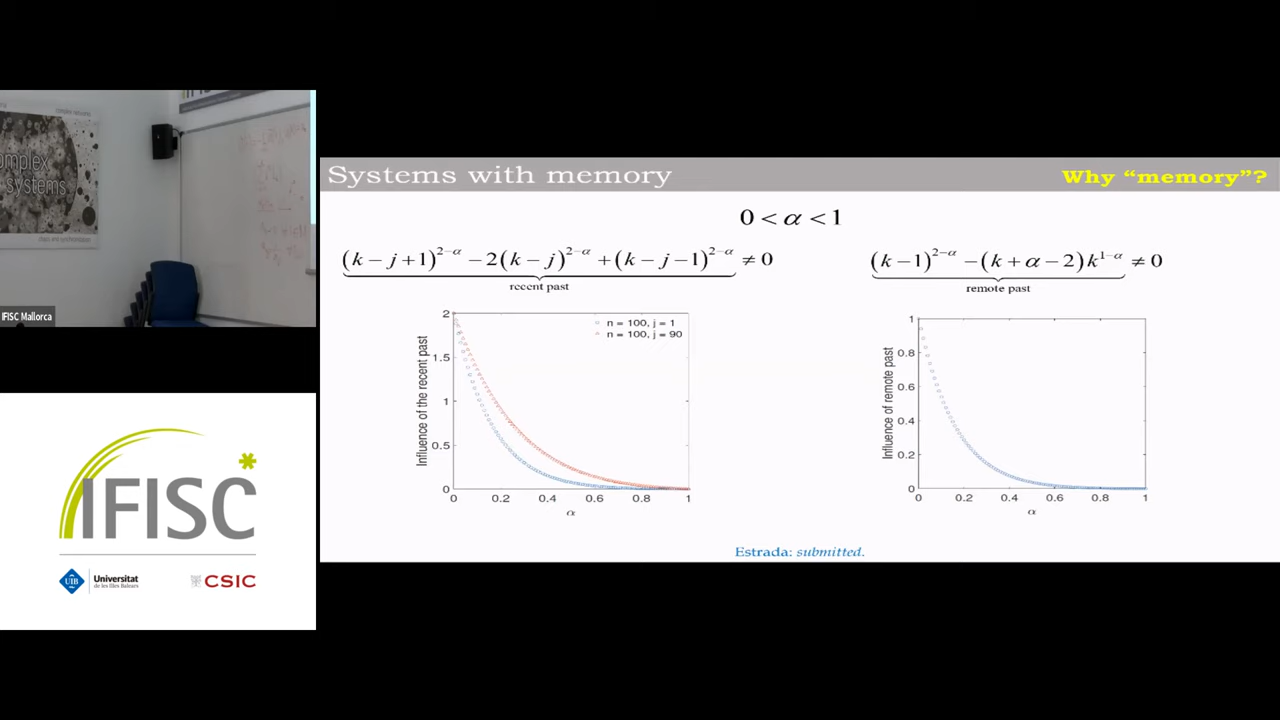 complex
systems
IFISC Mallorca
IFISC
UIB Universitat
de les Illes Balears
CSIC
Systems with memory
Why “memory”?
0 < α < 1
(k − j + 1)^{2−α} − 2(k − j)^{2−α} + (k − j − 1)^{2−α} ≠ 0
recent past
(k − 1)^{2−α} − (k + α − 2) k^{1−α} ≠ 0
remote past
Influence of the recent past
2
1.5
1
0.5
0
n = 100, j = 1
n = 100, j = 90
0 0.2 0.4 0.6 0.8 1
α
Influence of remote past
1
0.8
0.6
0.4
0.2
0
0 0.2 0.4 0.6 0.8 1
α
Estrada: submitted.